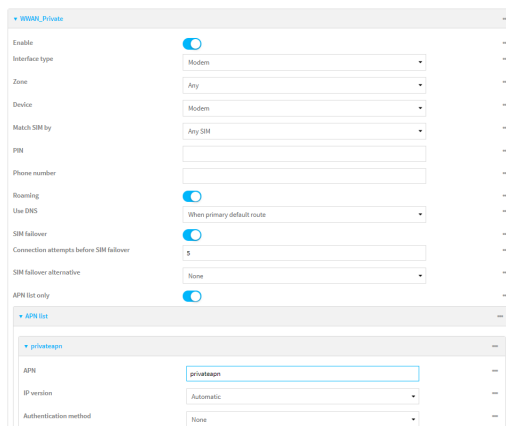 WWAN_Private
Enable
Interface type Modem
Zone Any
Device Modem
Match SIM by Any SIM
PIN
Phone number
Roaming
Use DNS When primary default route
SIM failover
Connection attempts before SIM failover 5
SIM failover alternative None
APN list only
APN list
privateapn
APN privateapn
IP version Automatic
Authentication method None